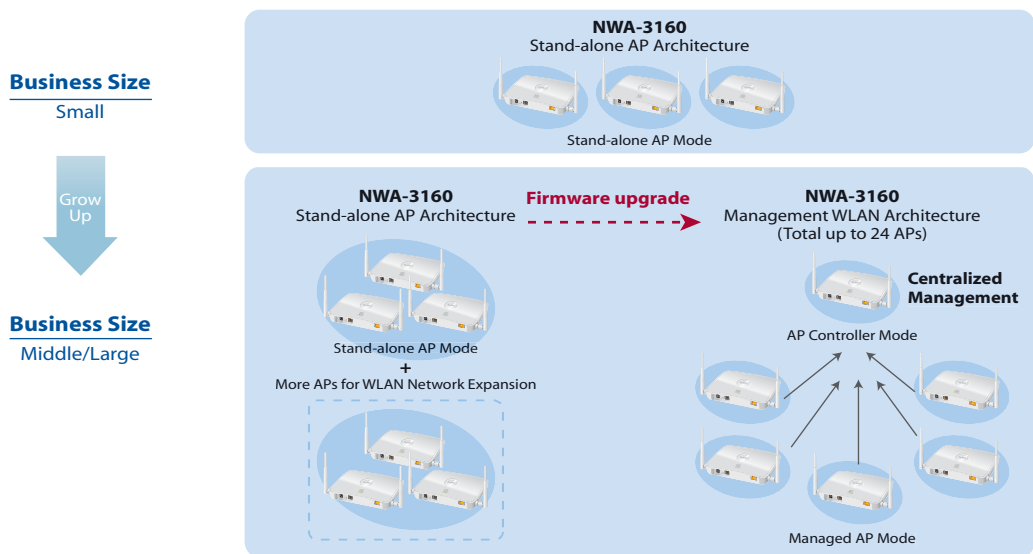 NWA-3160
Stand-alone AP Architecture
Business Size
Small
Stand-alone AP Mode
Grow
Up
NWA-3160
Stand-alone AP Architecture
Firmware upgrade
NWA-3160
Management WLAN Architecture
(Total up to 24 APs)
Centralized
Management
Business Size
Middle/Large
Stand-alone AP Mode
+
More APs for WLAN Network Expansion
AP Controller Mode
Managed AP Mode